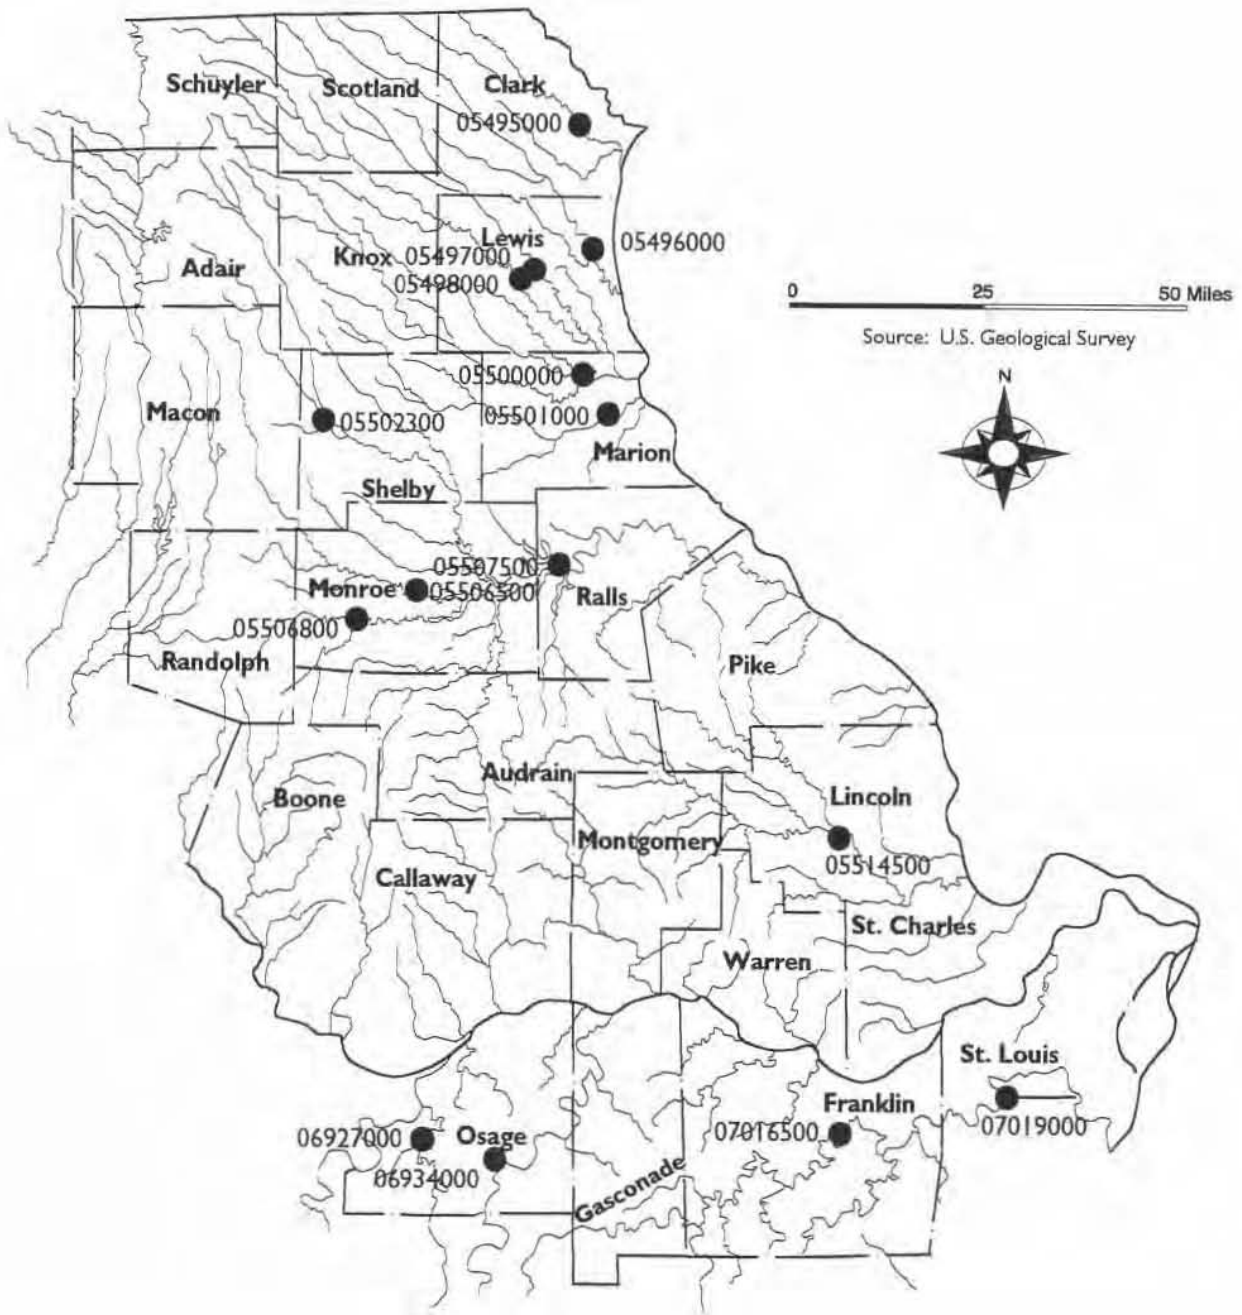 Schuyler
Scotland
Clark
05495000
Lewis
05496000
Knox
05497000
05498000
Adair
0 25 50 Miles
Source: U.S. Geological Survey
N
05500000
05501000
Macon
05502300
Marion
Shelby
05507500
Monroe
05506500
Ralls
05506800
Randolph
Pike
Audrain
Boone
Lincoln
Montgomery
05514500
Callaway
St. Charles
Warren
St. Louis
Franklin
07019000
07016500
06927000
Osage
06934000
Gasconade